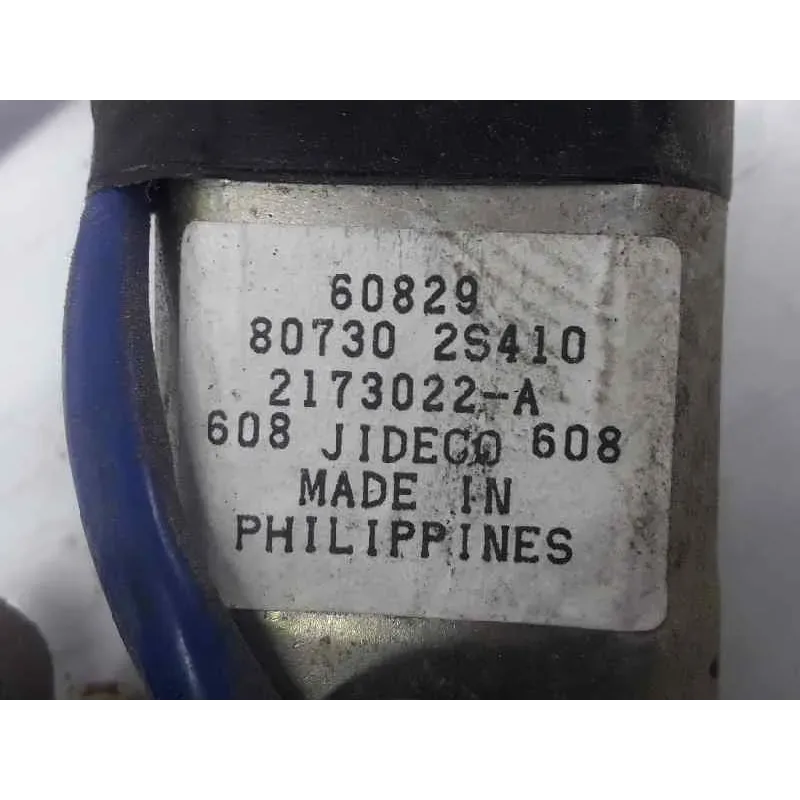 60829
80730 2S410
2173022-A
608 JIDECO 608
MADE IN
PHILIPPINES